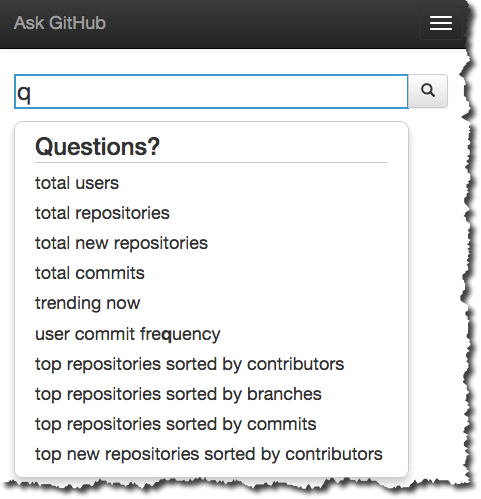 Ask GitHub
q
Questions?
total users
total repositories
total new repositories
total commits
trending now
user commit frequency
top repositories sorted by contributors
top repositories sorted by branches
top repositories sorted by commits
top new repositories sorted by contributors